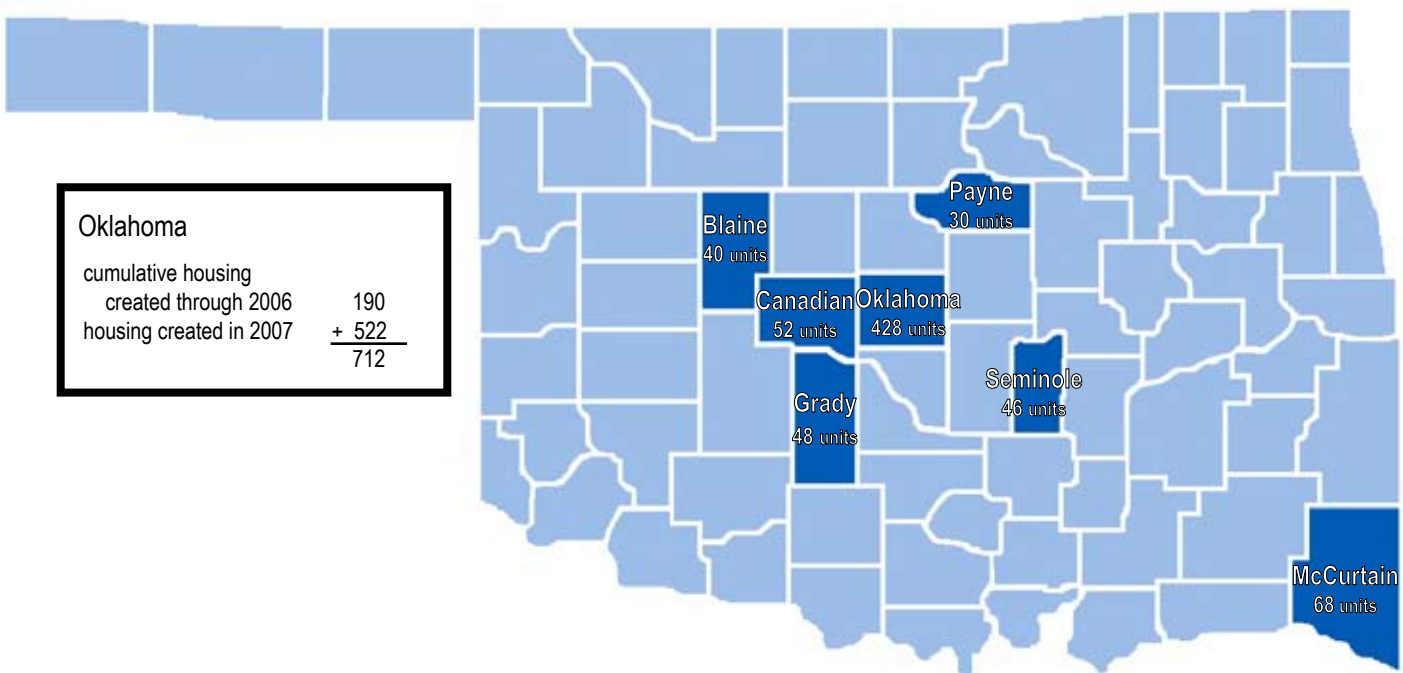 Oklahoma
cumulative housing
created through 2006 190
housing created in 2007 + 522
712
Payne
30 units
Blaine
40 units
Canadian
52 units
Oklahoma
428 units
Seminole
46 units
Grady
48 units
McCurtain
68 units